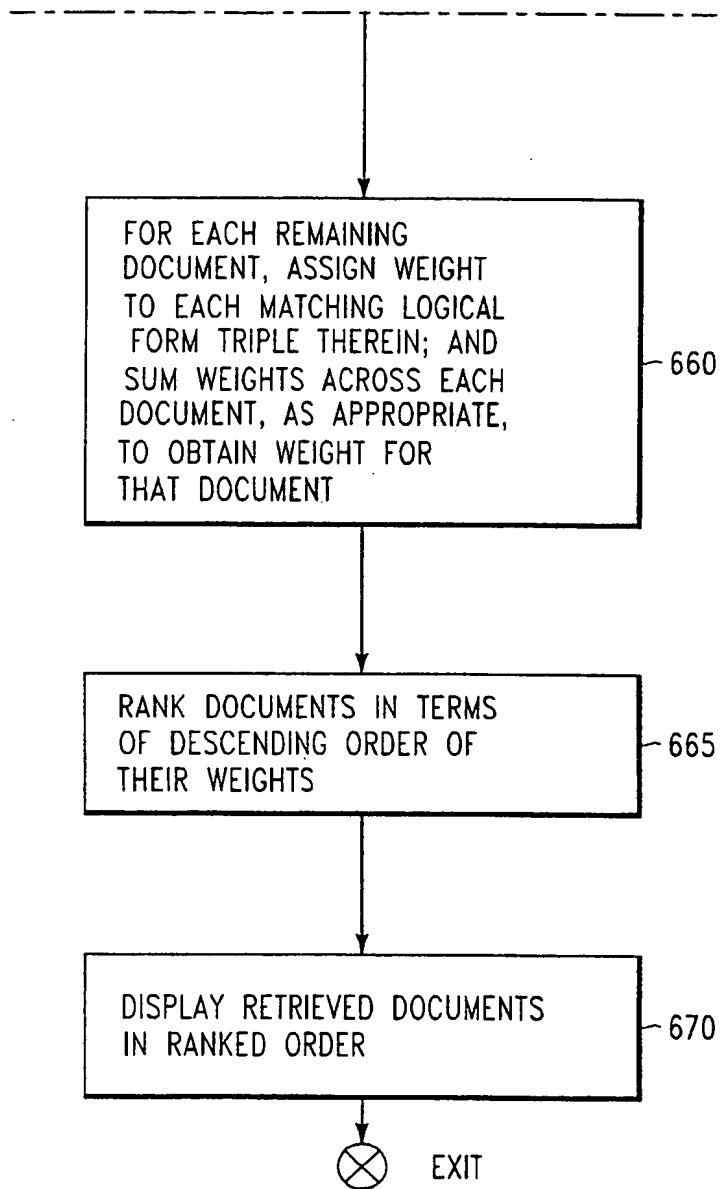 FOR EACH REMAINING
DOCUMENT, ASSIGN WEIGHT
TO EACH MATCHING LOGICAL
FORM TRIPLE THEREIN; AND
SUM WEIGHTS ACROSS EACH
DOCUMENT, AS APPROPRIATE,
TO OBTAIN WEIGHT FOR
THAT DOCUMENT
660
RANK DOCUMENTS IN TERMS
OF DESCENDING ORDER OF
THEIR WEIGHTS
665
DISPLAY RETRIEVED DOCUMENTS
IN RANKED ORDER
670
EXIT